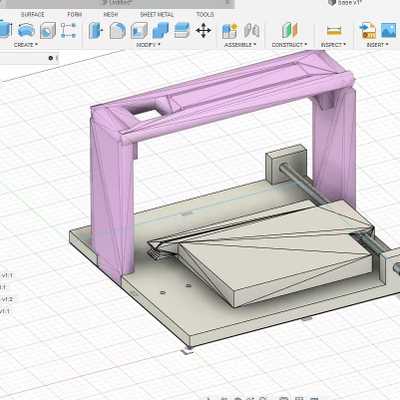 Untitled*
base v1*
SURFACE FORM MESH SHEET METAL TOOLS
CREATE MODIFY ASSEMBLE CONSTRUCT INSPECT INSERT
v1:1
:1
v1:2
v1:1